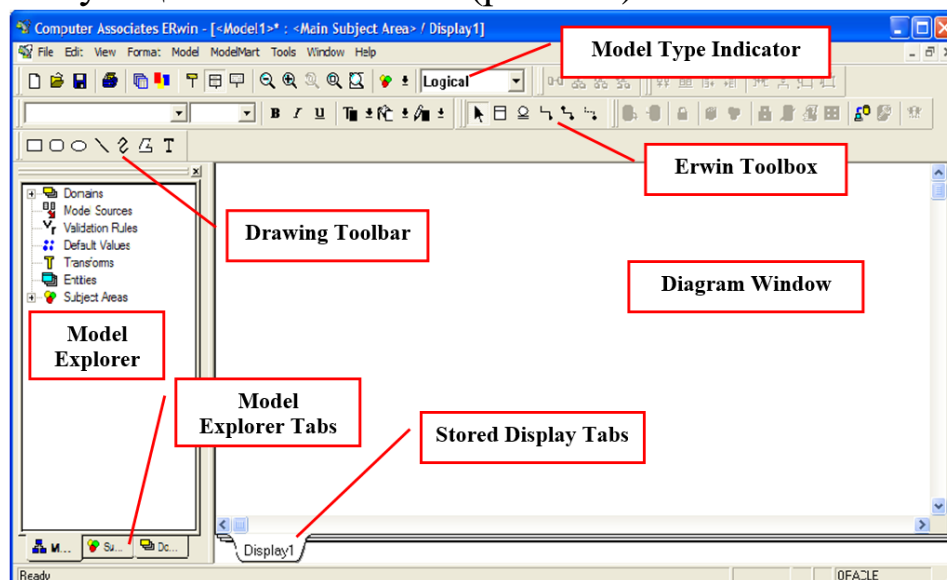 Computer Associates ERwin - [<Model1>* : <Main Subject Area> / Display1]
File Edit View Format Model ModelMart Tools Window Help
Model Type Indicator
Logical
B I U
T
Erwin Toolbox
Drawing Toolbar
Domains
Model Sources
Validation Rules
Default Values
Transforms
Entities
Subject Areas
Diagram Window
Model
Explorer
Model
Explorer Tabs
Stored Display Tabs
M... Su... Dc...
Display1
Ready